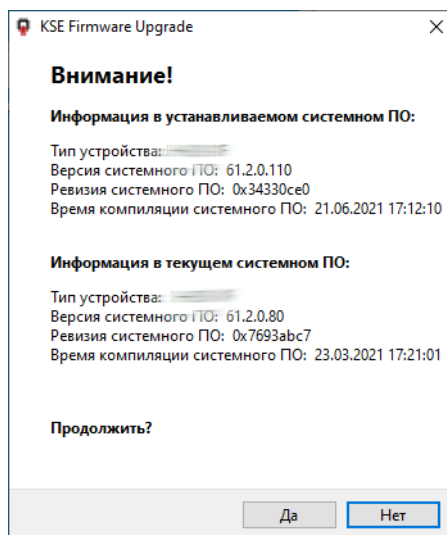 KSE Firmware Upgrade
Внимание!
Информация в устанавливаемом системном ПО:
Тип устройства:
Версия системного ПО: 61.2.0.110
Ревизия системного ПО: 0x34330ce0
Время компиляции системного ПО: 21.06.2021 17:12:10
Информация в текущем системном ПО:
Тип устройства:
Версия системного ПО: 61.2.0.80
Ревизия системного ПО: 0x7693abc7
Время компиляции системного ПО: 23.03.2021 17:21:01
Продолжить?
Да
Нет